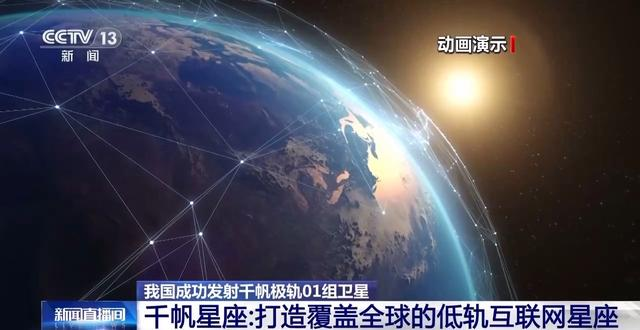 CCTV 13
新闻
动画演示
我国成功发射千帆极轨01组卫星
新闻直播间
千帆星座:打造覆盖全球的低轨互联网星座